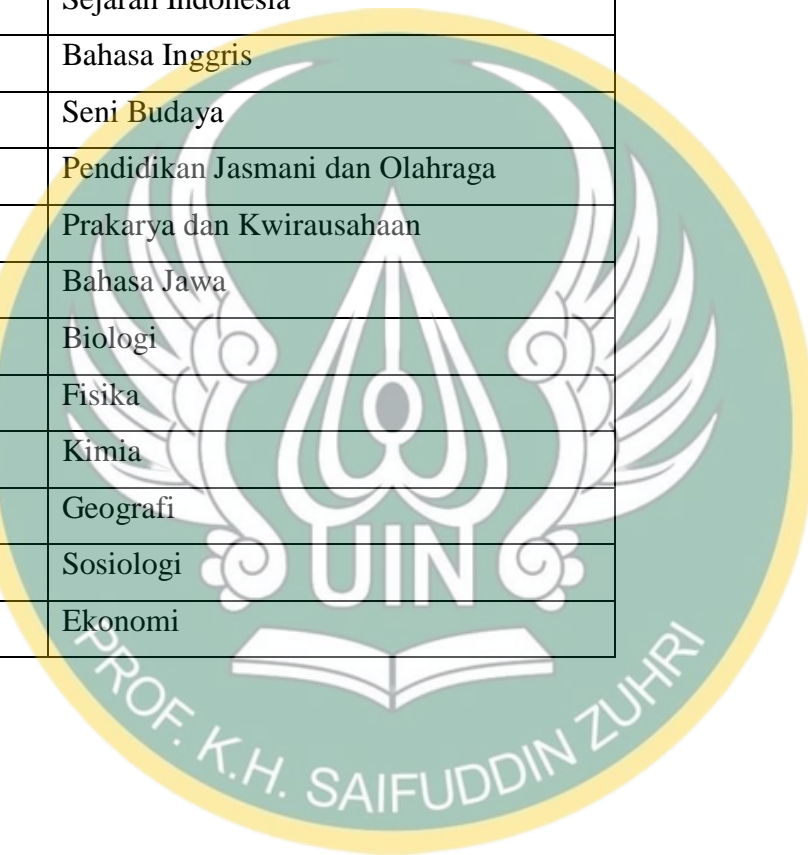 Sejarah Indonesia
Bahasa Inggris
Seni Budaya
Pendidikan Jasmani dan Olahraga
Prakarya dan Kwirausahaan
Bahasa Jawa
Biologi
Fisika
Kimia
Geografi
Sosiologi
Ekonomi
UIN
PROF. K.H. SAIFUDDIN ZUHRI